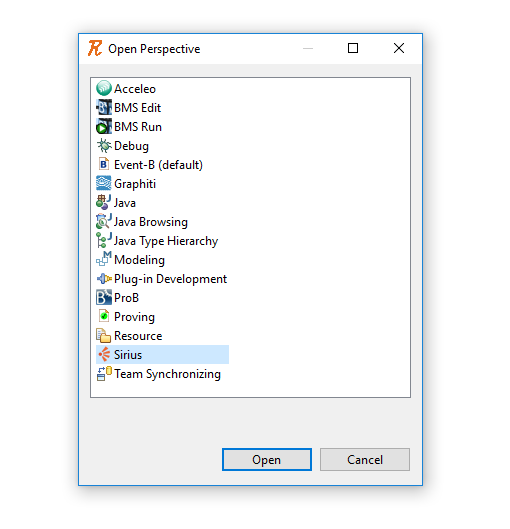 Open Perspective
Acceleo
BMS Edit
BMS Run
Debug
Event-B (default)
Graphiti
Java
Java Browsing
Java Type Hierarchy
Modeling
Plug-in Development
ProB
Proving
Resource
Sirius
Team Synchronizing
Open
Cancel